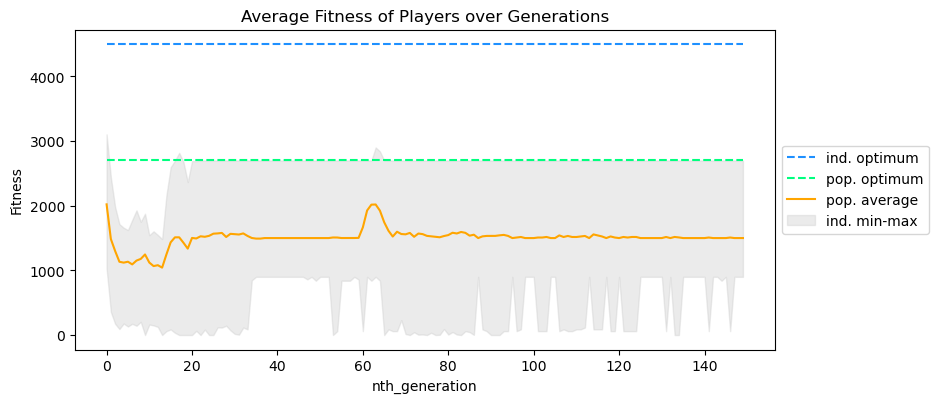 Average Fitness of Players over Generations
Fitness
4000
3000
2000
1000
0
0 20 40 60 80 100 120 140
nth_generation
ind. optimum
pop. optimum
pop. average
ind. min-max